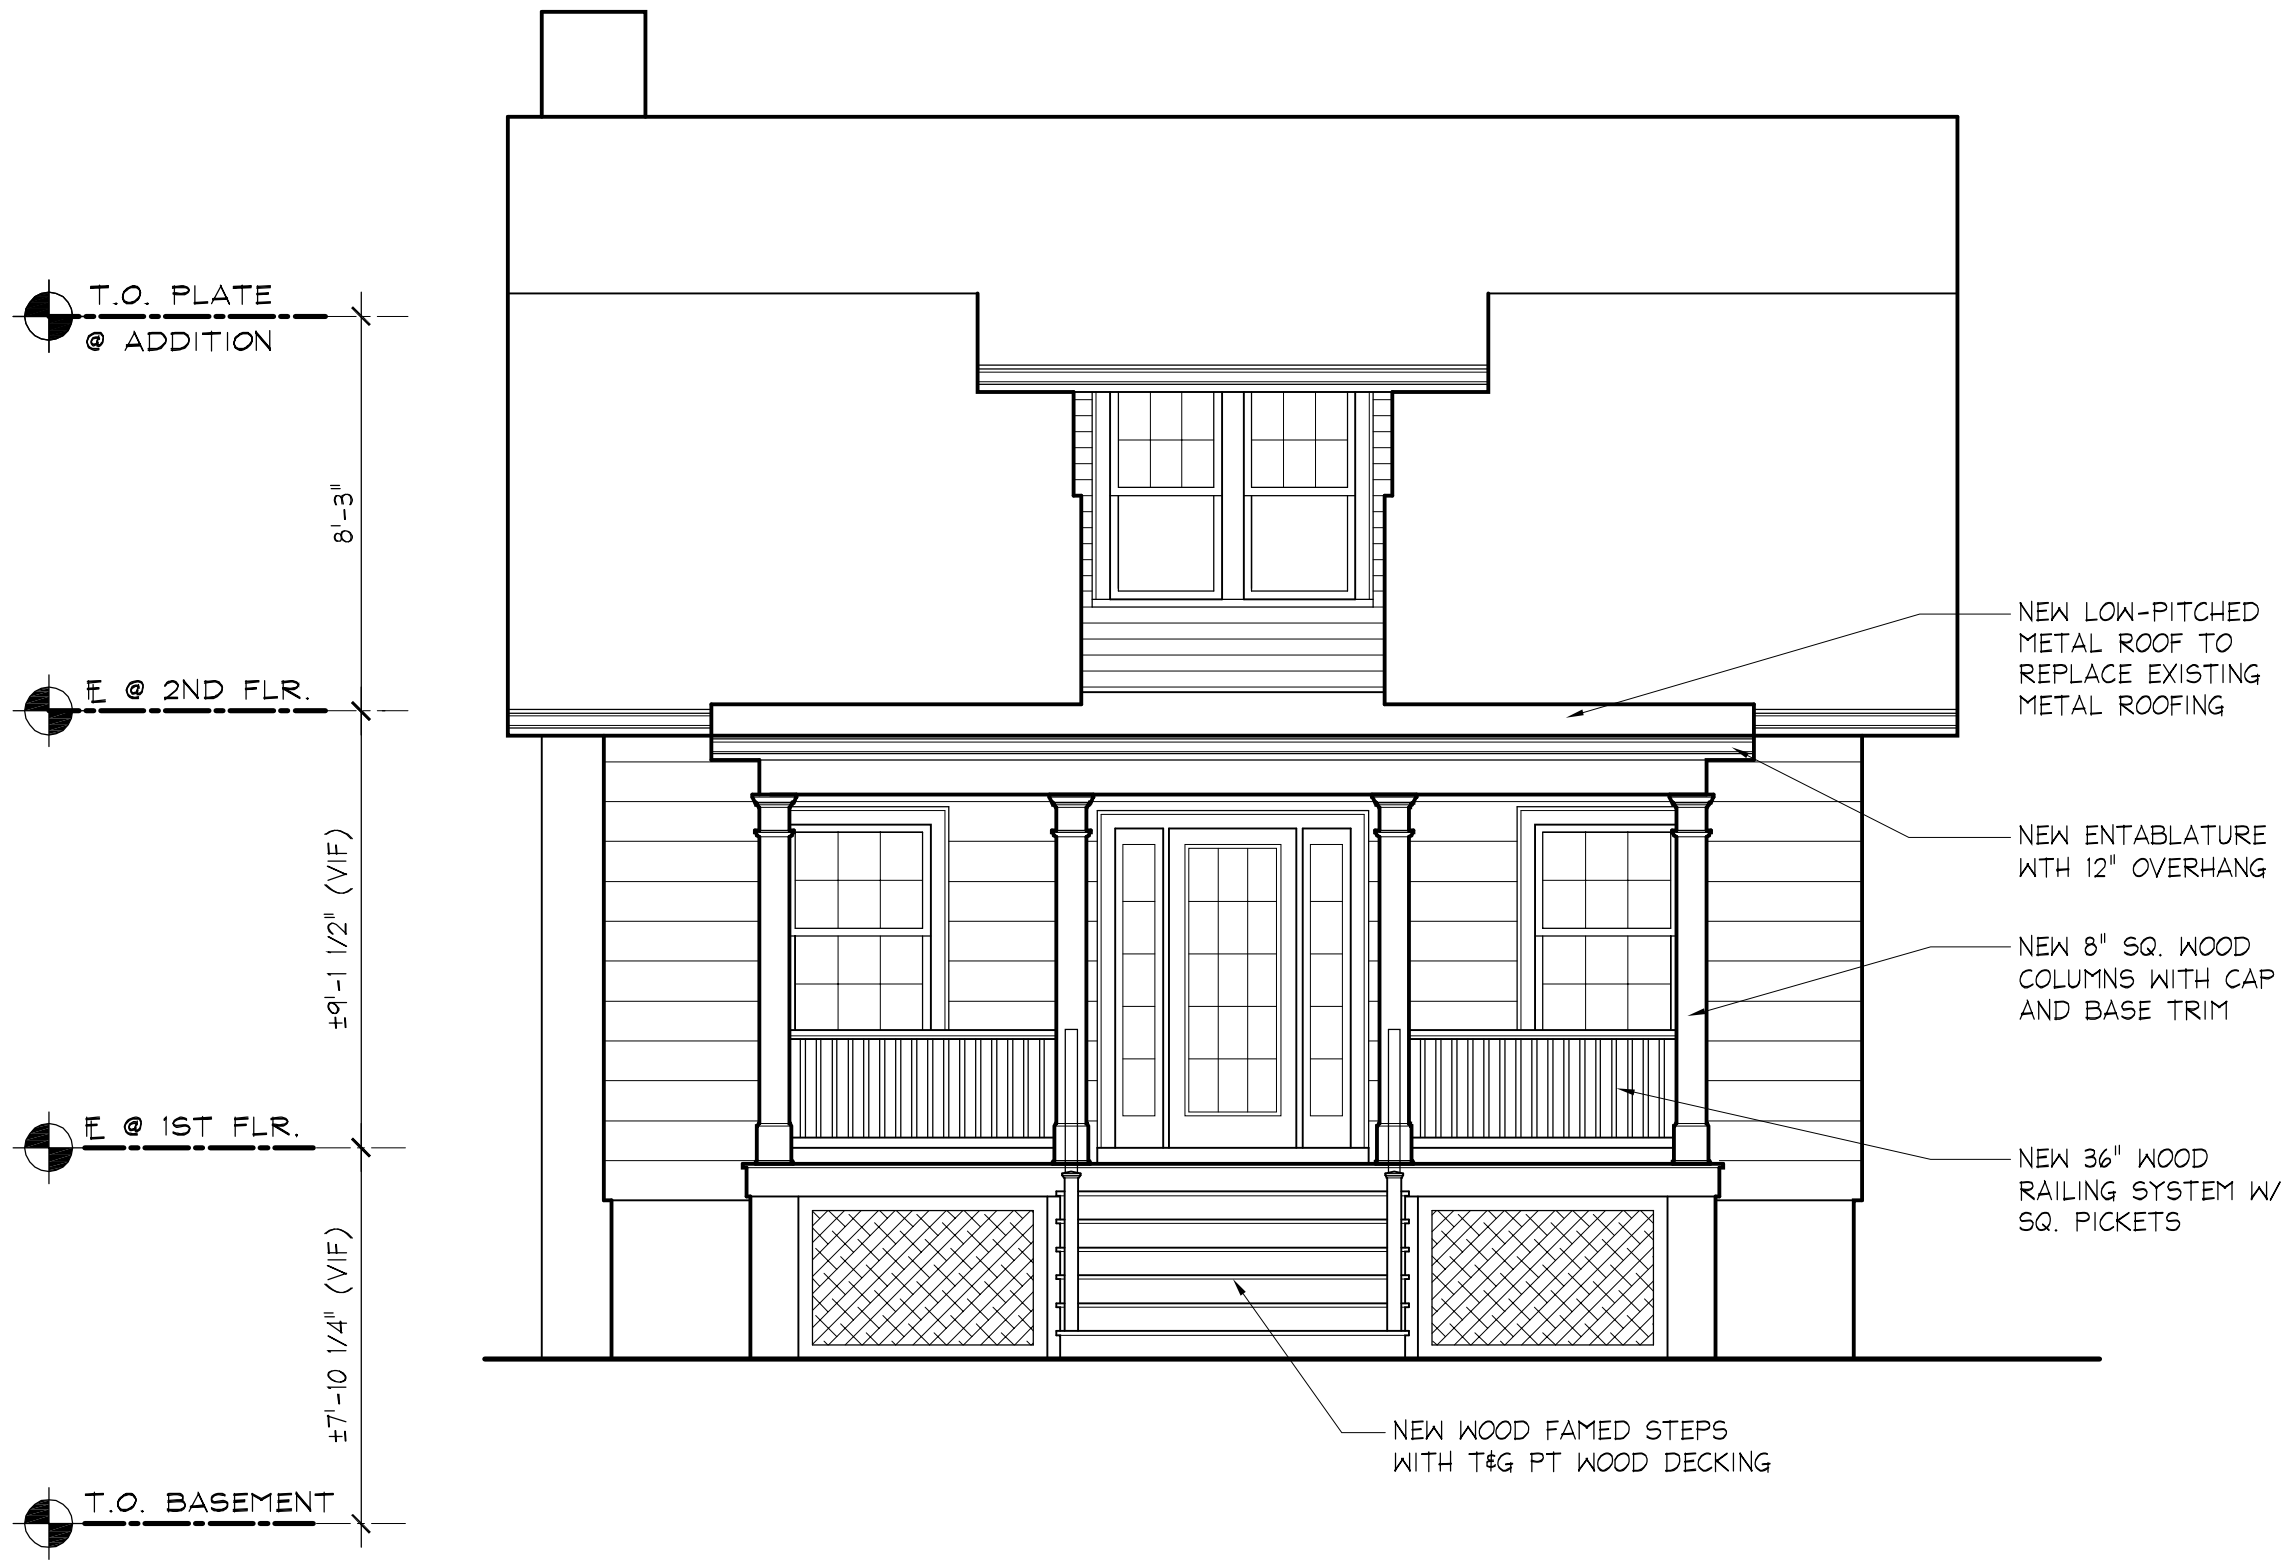 T.O. PLATE
@ ADDITION
8'-3"
FL @ 2ND FLR.
±9'-1 1/2" (VIF)
FL @ 1ST FLR.
±7'-10 1/4" (VIF)
T.O. BASEMENT
NEW LOW-PITCHED
METAL ROOF TO
REPLACE EXISTING
METAL ROOFING
NEW ENTABLATURE
WTH 12" OVERHANG
NEW 8" SQ. WOOD
COLUMNS WITH CAP
AND BASE TRIM
NEW 36" WOOD
RAILING SYSTEM W/
SQ. PICKETS
NEW WOOD FAMED STEPS
WITH T&G PT WOOD DECKING